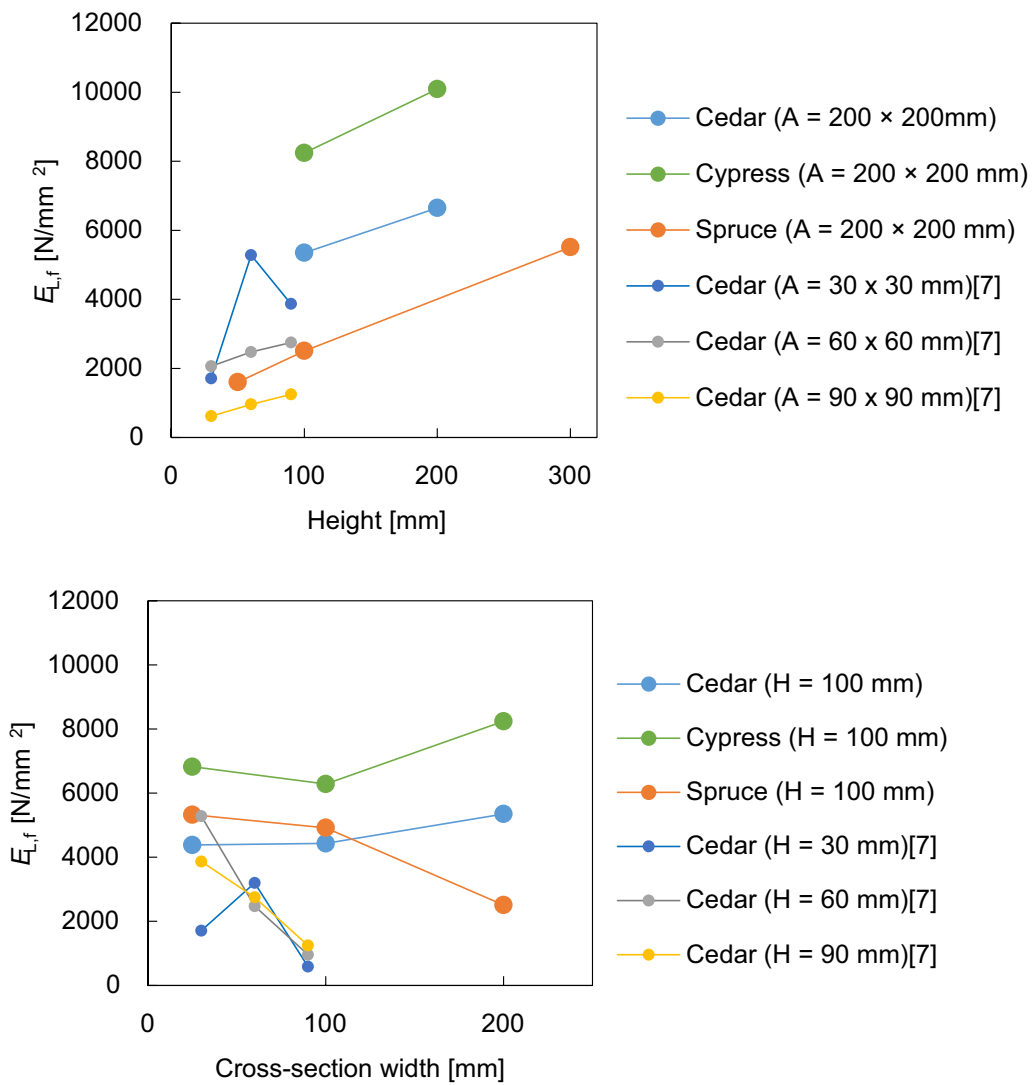 12000
10000
8000
6000
4000
2000
0
E_L,f [N/mm ²]
0 100 200 300
Height [mm]
Cedar (A = 200 × 200mm)
Cypress (A = 200 × 200 mm)
Spruce (A = 200 × 200 mm)
Cedar (A = 30 x 30 mm)[7]
Cedar (A = 60 x 60 mm)[7]
Cedar (A = 90 x 90 mm)[7]
12000
10000
8000
6000
4000
2000
0
E_L,f [N/mm ²]
0 100 200
Cross-section width [mm]
Cedar (H = 100 mm)
Cypress (H = 100 mm)
Spruce (H = 100 mm)
Cedar (H = 30 mm)[7]
Cedar (H = 60 mm)[7]
Cedar (H = 90 mm)[7]